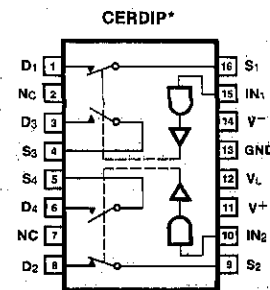 CERDIP*
D1 1
NC 2
D3 3
S3 4
S4 5
D4 6
NC 7
D2 8
16 S1
15 IN1
14 V−
13 GND
12 VL
11 V+
10 IN2
9 S2